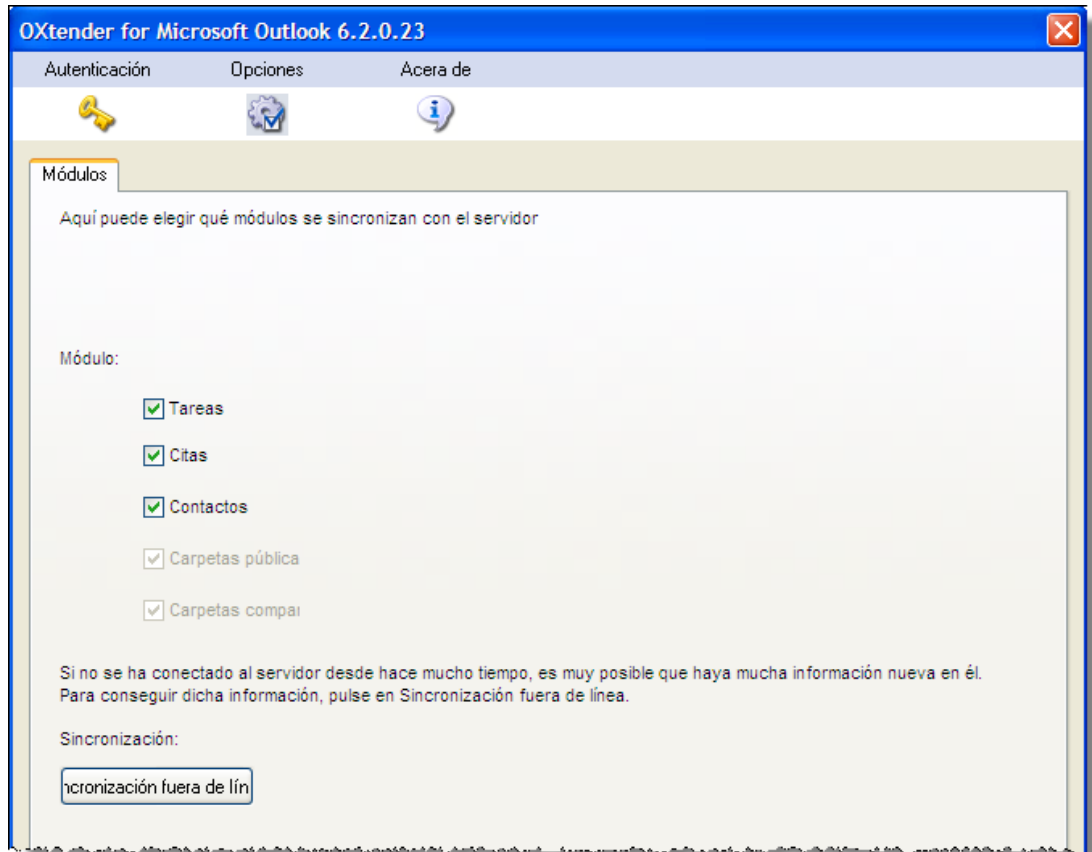 OXtender for Microsoft Outlook 6.2.0.23
Autenticación Opciones Acera de
Módulos
Aquí puede elegir qué módulos se sincronizan con el servidor
Módulo:
Tareas
Citas
Contactos
Carpetas pública
Carpetas compar
Si no se ha conectado al servidor desde hace mucho tiempo, es muy posible que haya mucha información nueva en él.
Para conseguir dicha información, pulse en Sincronización fuera de línea.
Sincronización:
ncronización fuera de lín